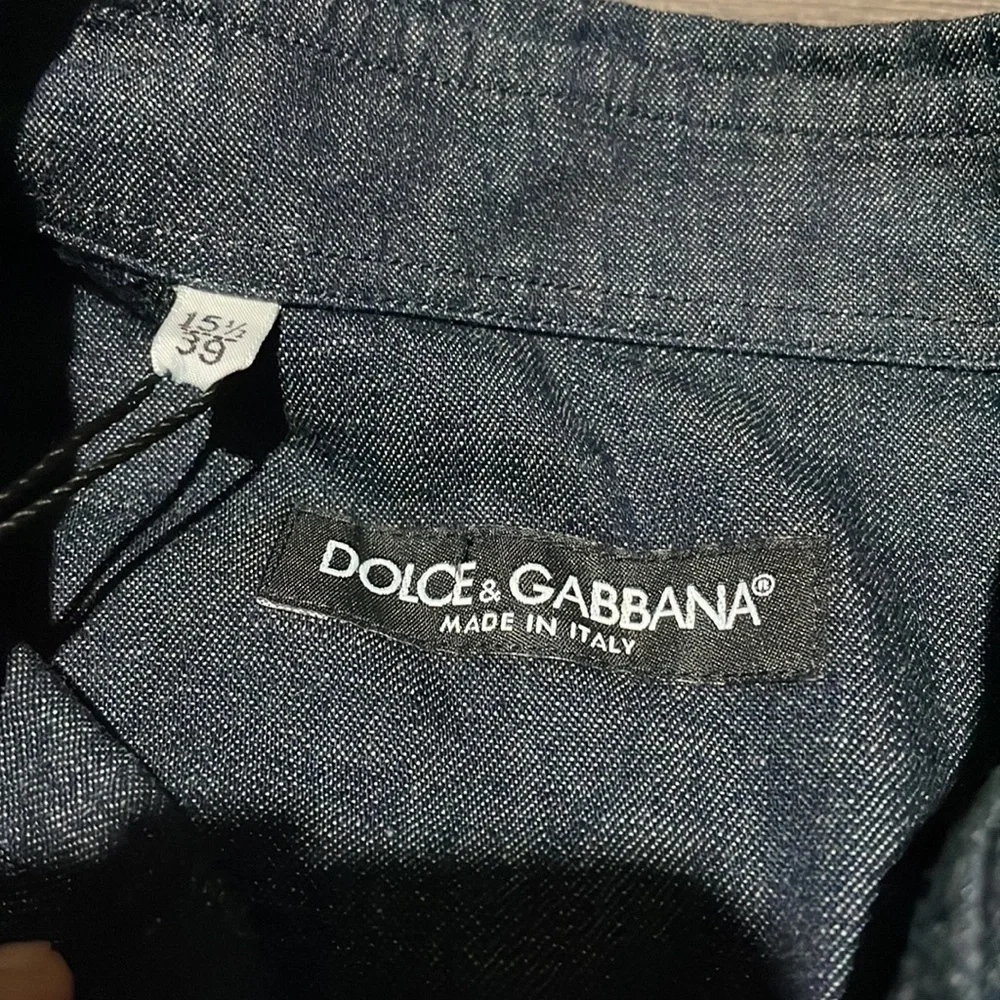 15½
39
DOLCE & GABBANA®
MADE IN ITALY